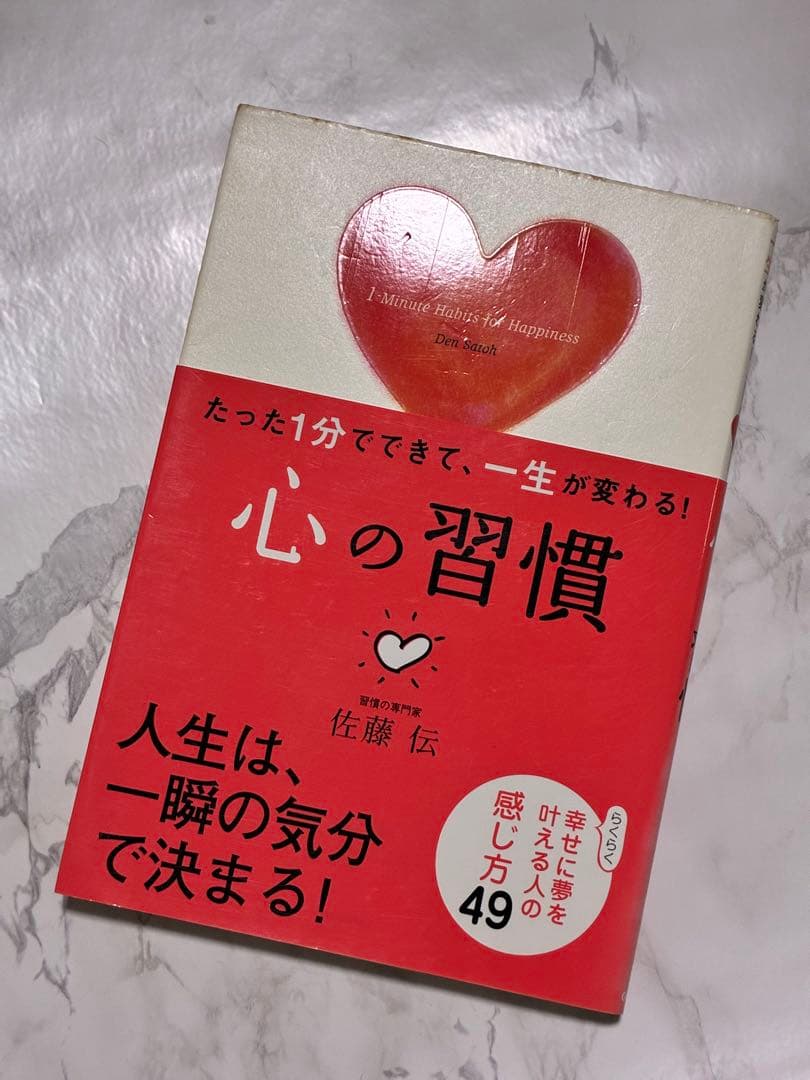 1-Minute Habits for Happiness
Den Satoh
たった1分でできて、一生が変わる!
心の習慣
習慣の専門家
佐藤 伝
人生は、
一瞬の気分
で決まる!
らくらく
幸せに夢を
叶える人の
感じ方
49